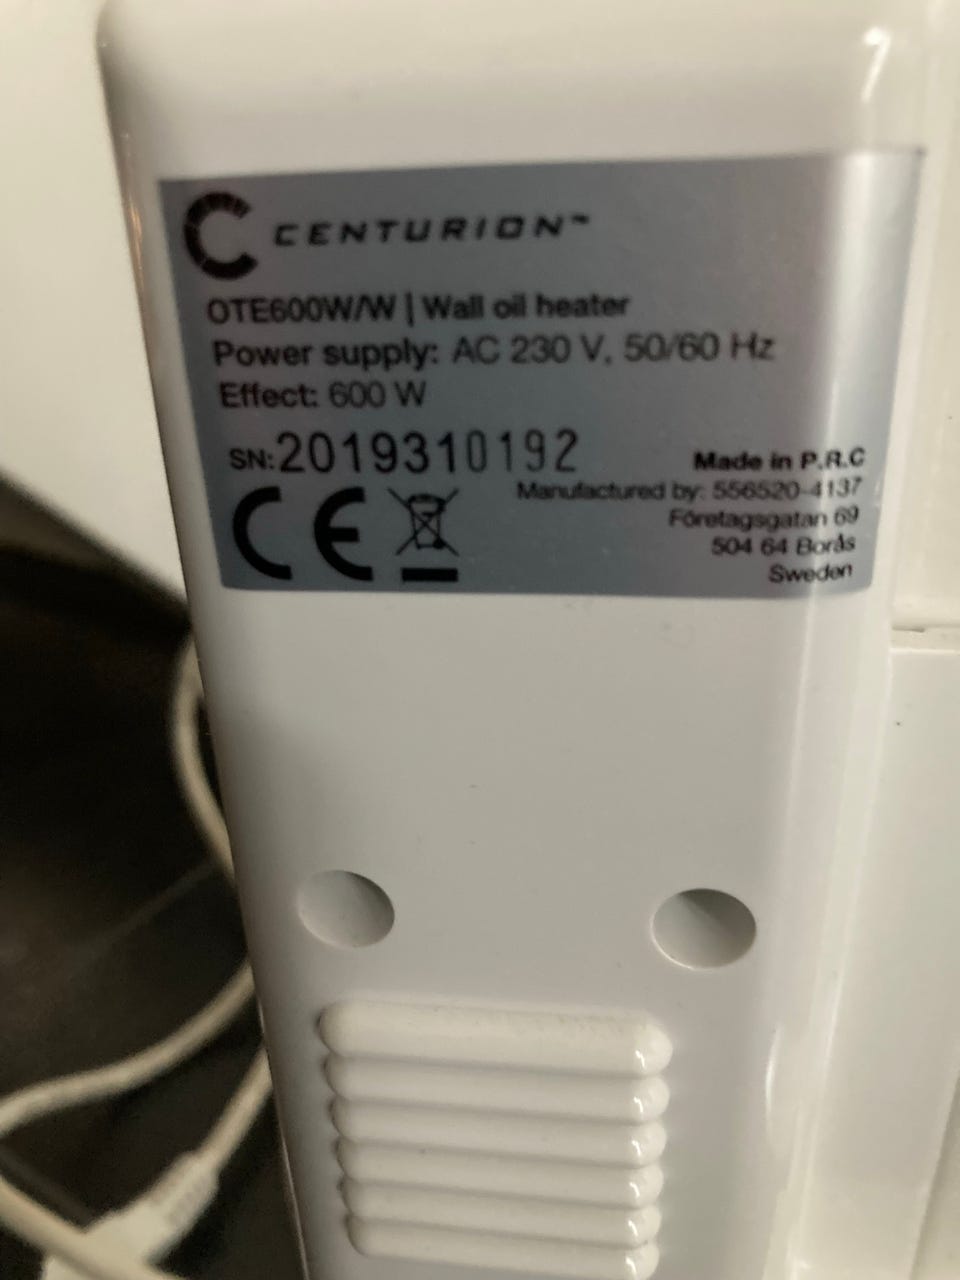 CENTURION™
OTE600W/W | Wall oil heater
Power supply: AC 230 V, 50/60 Hz
Effect: 600 W
SN: 2019310192
Made in P.R.C
Manufactured by: 556520-4137
Företagsgatan 69
504 64 Borås
Sweden
CE